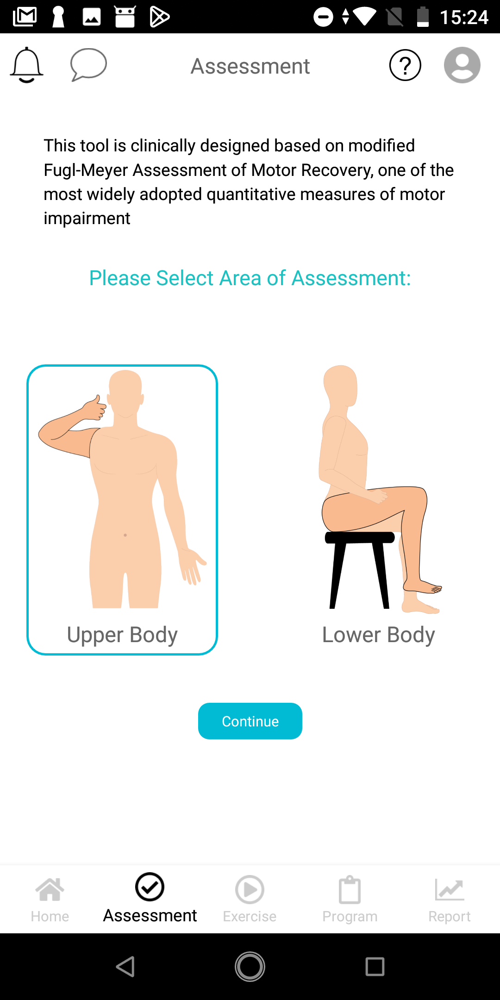 15:24
Assessment
This tool is clinically designed based on modified
Fugl-Meyer Assessment of Motor Recovery, one of the
most widely adopted quantitative measures of motor
impairment
Please Select Area of Assessment:
Upper Body
Lower Body
Continue
Home
Assessment
Exercise
Program
Report